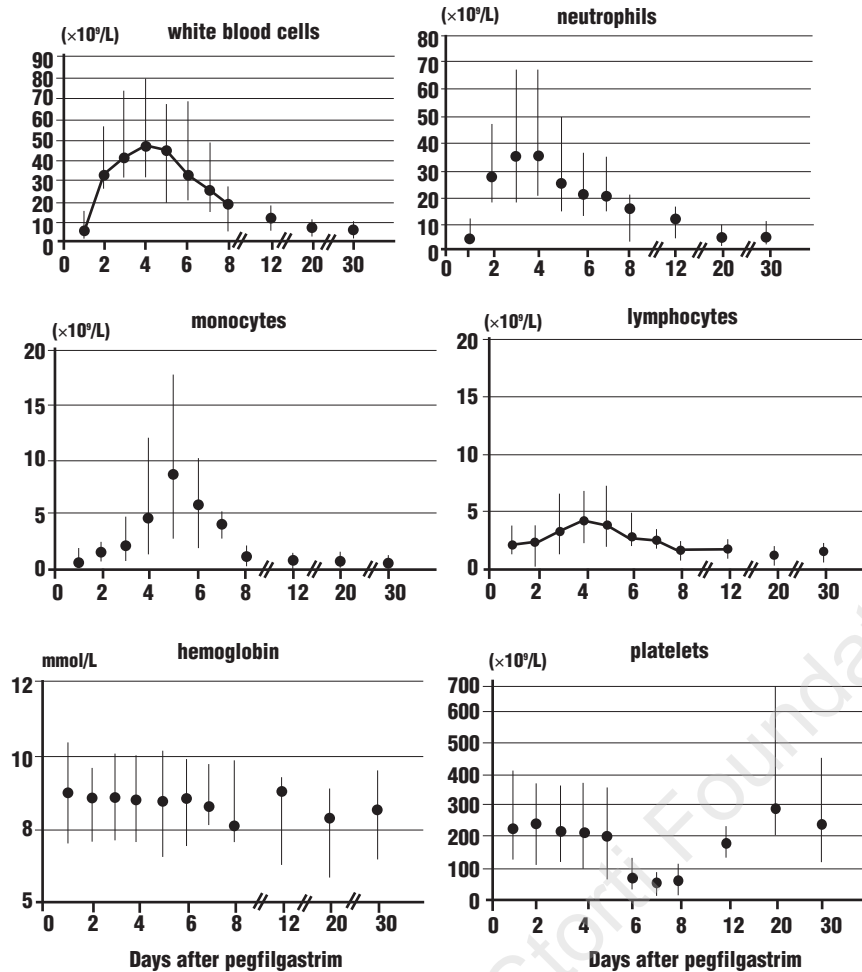 white blood cells
(×10⁹/L)
90
80
70
60
50
40
30
20
10
0
0 2 4 6 8 12 20 30
neutrophils
(×10⁹/L)
80
70
60
50
40
30
20
10
0
0 2 4 6 8 12 20 30
monocytes
(×10⁹/L)
20
15
10
5
0
0 2 4 6 8 12 20 30
lymphocytes
(×10⁹/L)
20
15
10
5
0
0 2 4 6 8 12 20 30
hemoglobin
mmol/L
12
10
8
5
0 2 4 6 8 12 20 30
Days after pegfilgastrim
platelets
(×10⁹/L)
700
600
500
400
300
200
100
0
0 2 4 6 8 12 20 30
Days after pegfilgastrim
Storti Foundat